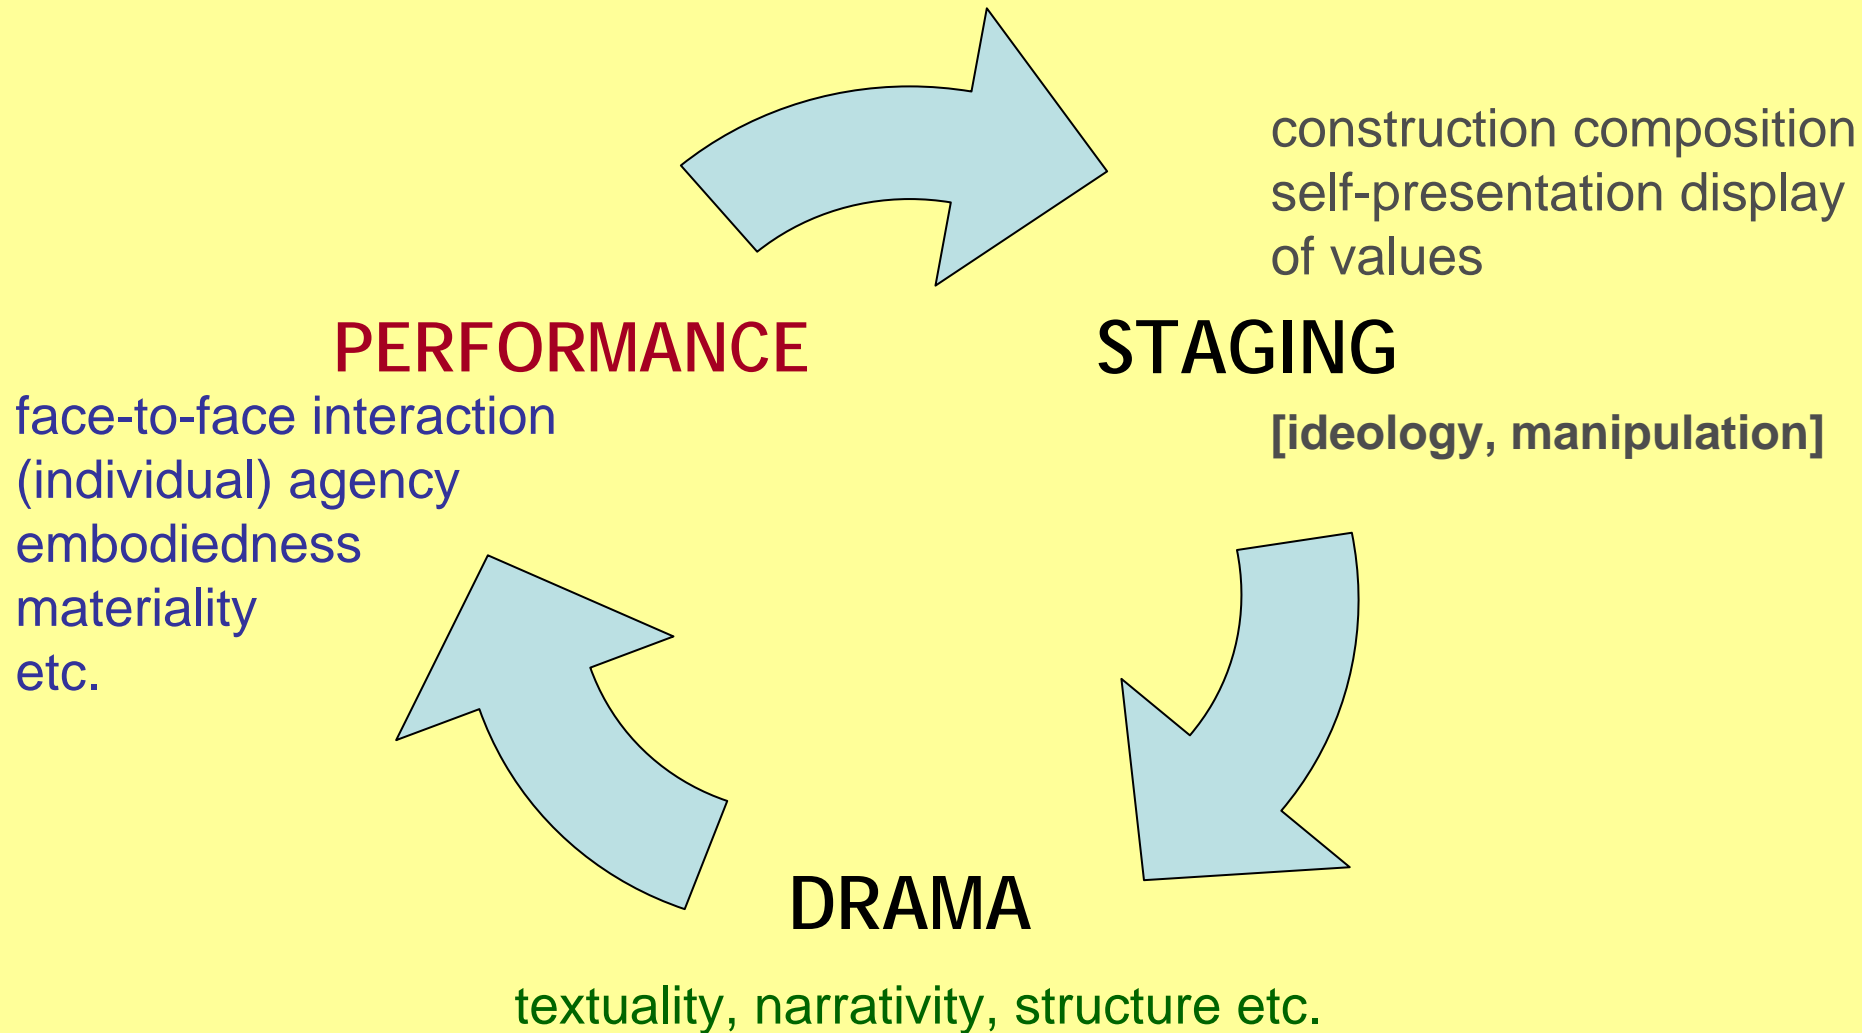 construction composition
self-presentation display
of values
PERFORMANCE
STAGING
face-to-face interaction
(individual) agency
embodiedness
materiality
etc.
[ideology, manipulation]
DRAMA
textuality, narrativity, structure etc.